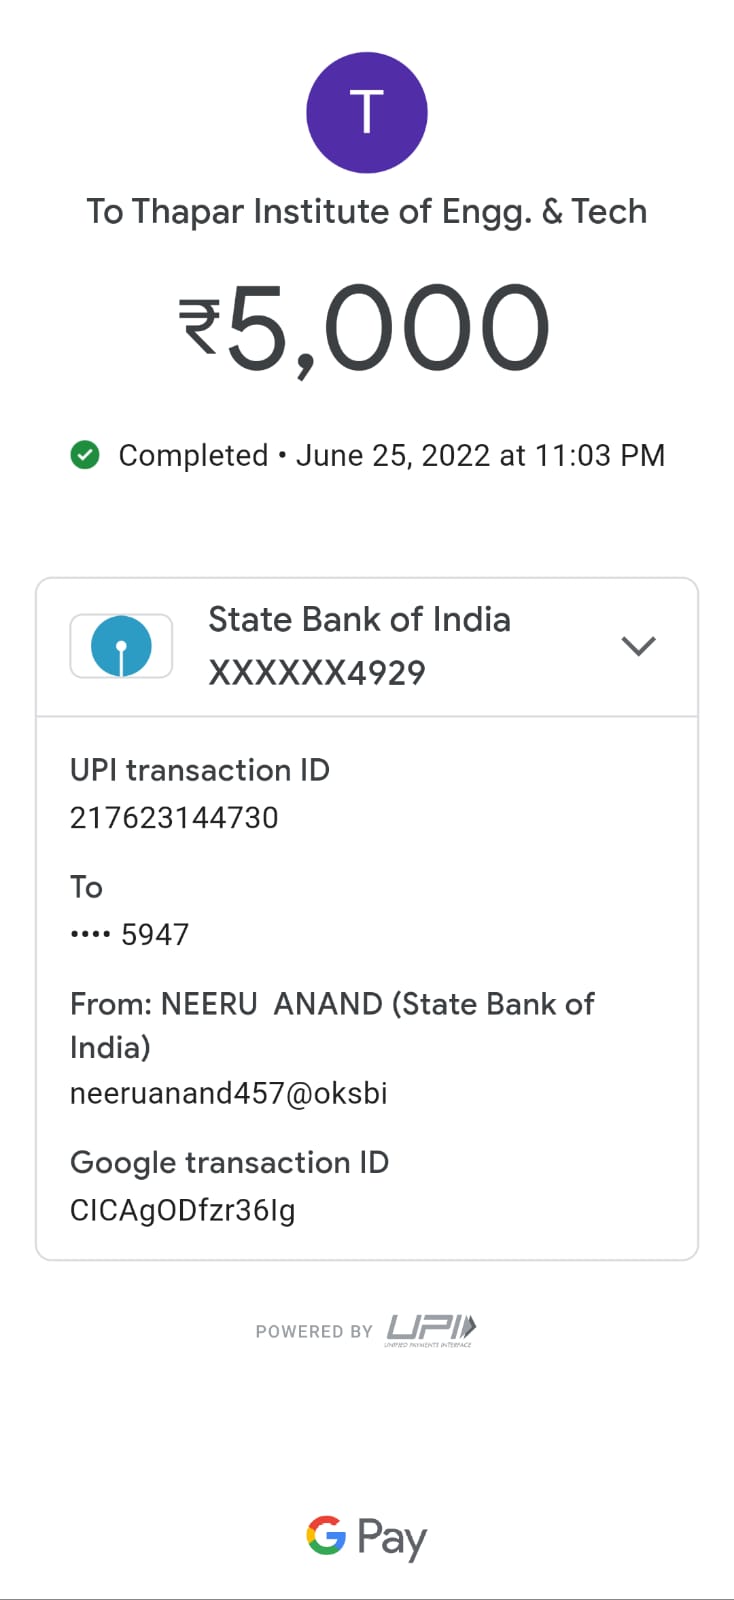 T
To Thapar Institute of Engg. & Tech
₹5,000
Completed • June 25, 2022 at 11:03 PM
State Bank of India
XXXXXX4929
UPI transaction ID
217623144730
To
•••• 5947
From: NEERU  ANAND (State Bank of
India)
neeruanand457@oksbi
Google transaction ID
CICAgODfzr36Ig
POWERED BY UPI
UNIFIED PAYMENTS INTERFACE
G Pay